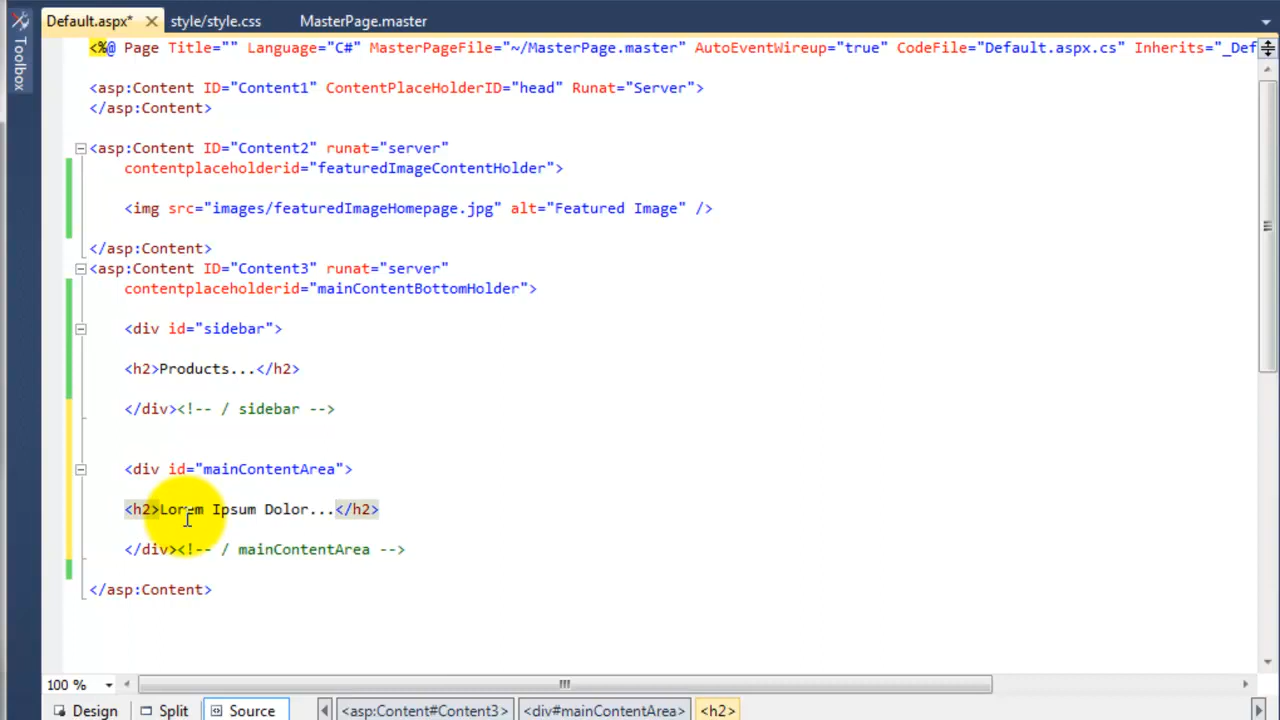 Default.aspx* style/style.css MasterPage.master
Toolbox
<%@ Page Title="" Language="C#" MasterPageFile="~/MasterPage.master" AutoEventWireup="true" CodeFile="Default.aspx.cs" Inherits="_Def
<asp:Content ID="Content1" ContentPlaceHolderID="head" Runat="Server">
</asp:Content>
<asp:Content ID="Content2" runat="server"
contentplaceholderid="featuredImageContentHolder">
<img src="images/featuredImageHomepage.jpg" alt="Featured Image" />
</asp:Content>
<asp:Content ID="Content3" runat="server"
contentplaceholderid="mainContentBottomHolder">
<div id="sidebar">
<h2>Products...</h2>
</div><!-- / sidebar -->
<div id="mainContentArea">
<h2>Lorem Ipsum Dolor...</h2>
</div><!-- / mainContentArea -->
</asp:Content>
100 %
Design Split Source <asp:Content#Content3> <div#mainContentArea> <h2>